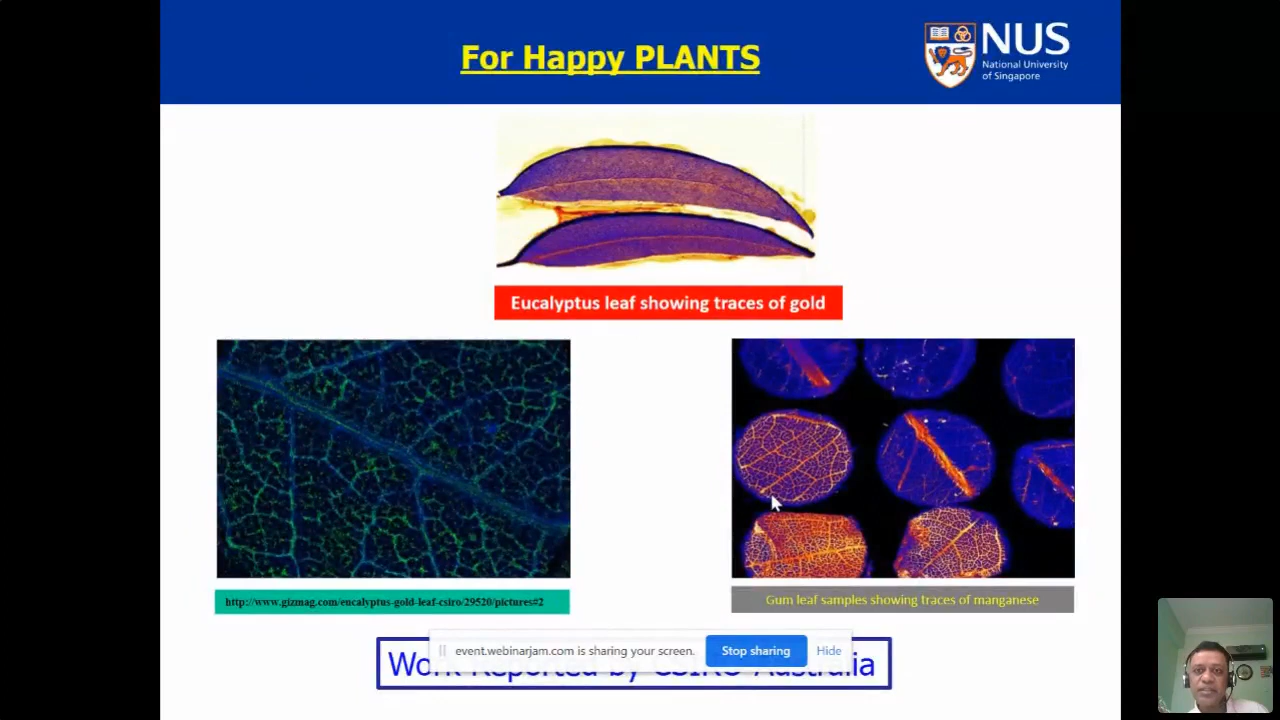 For Happy PLANTS
NUS
National University
of Singapore
Eucalyptus leaf showing traces of gold
http://www.gizmag.com/eucalyptus-gold-leaf-csiro/29520/pictures#2
Gum leaf samples showing traces of manganese
event.webinarjam.com is sharing your screen.
Stop sharing
Hide
Work Reported by CSIRO Australia